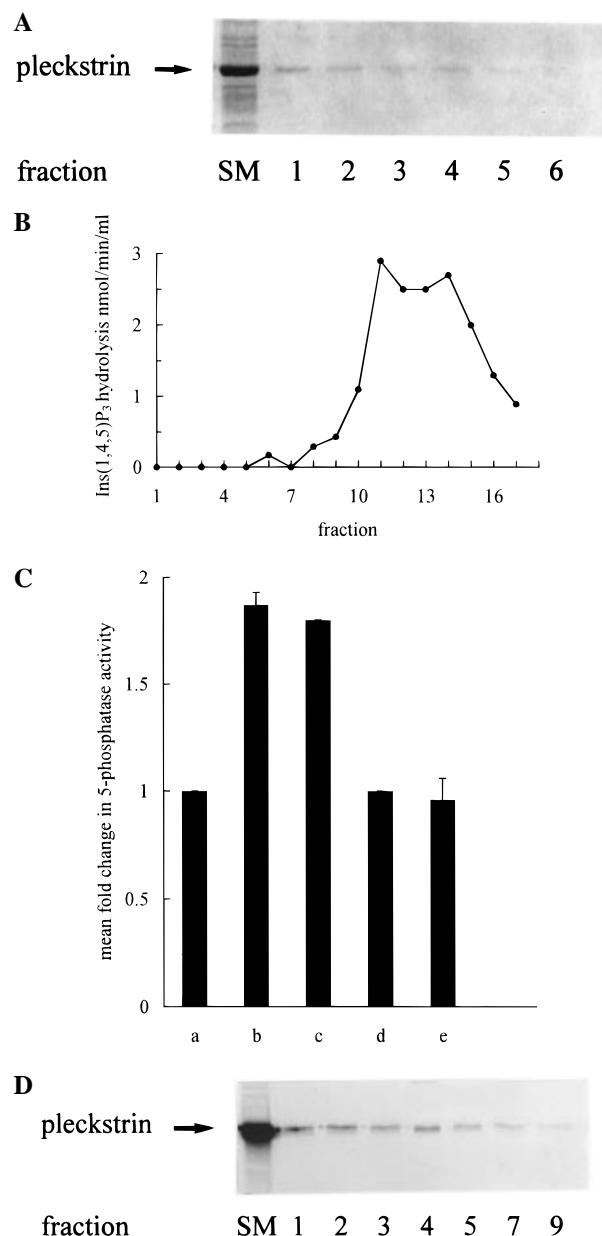 A
pleckstrin
fraction SM 1 2 3 4 5 6
B
Ins(1,4,5)P3 hydrolysis nmol/min/ml
3
2
1
0
1 4 7 10 13 16
fraction
C
mean fold change in 5-phosphatase activity
2
1.5
1
0.5
0
a b c d e
D
pleckstrin
fraction SM 1 2 3 4 5 7 9